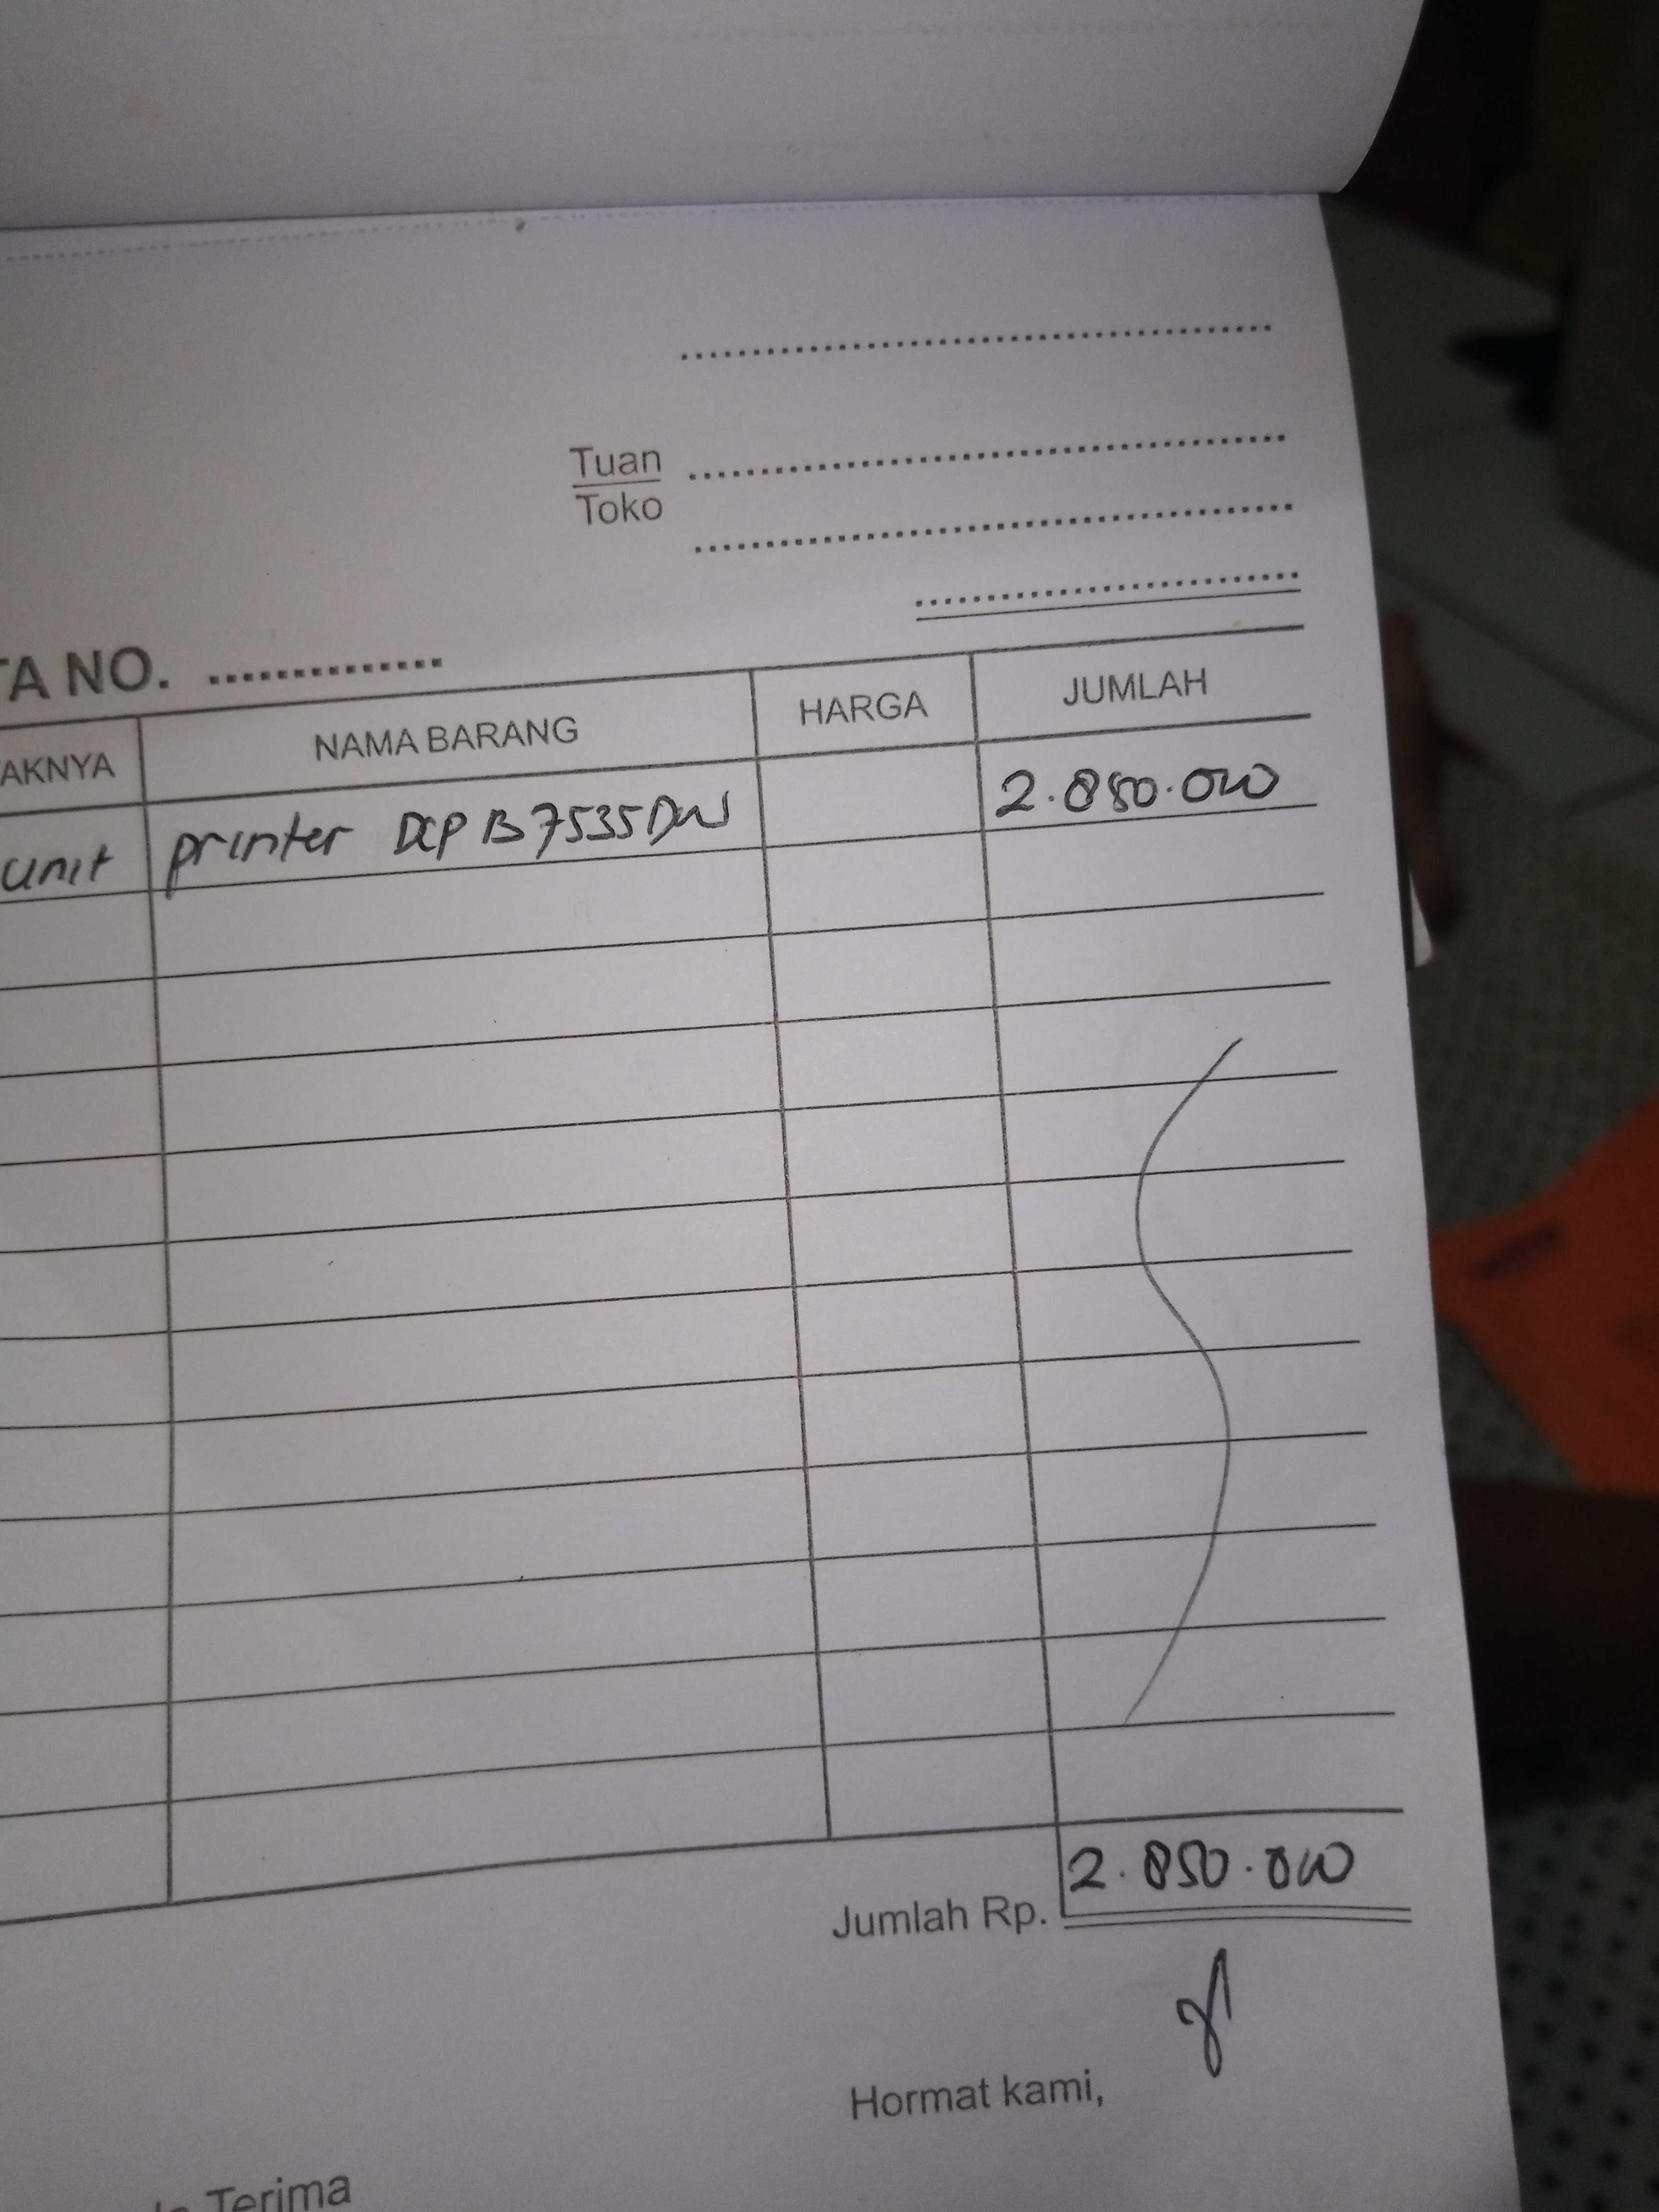 Tuan
Toko
TA NO. ..............
AKNYA NAMA BARANG HARGA JUMLAH
unit printer DCP B7535DW 2.850.000
Jumlah Rp. 2.850.000
Hormat kami,
Terima